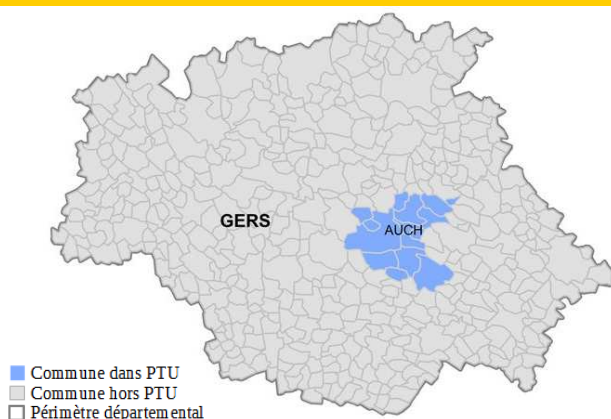 GERS
AUCH
Commune dans PTU
Commune hors PTU
Périmètre départemental